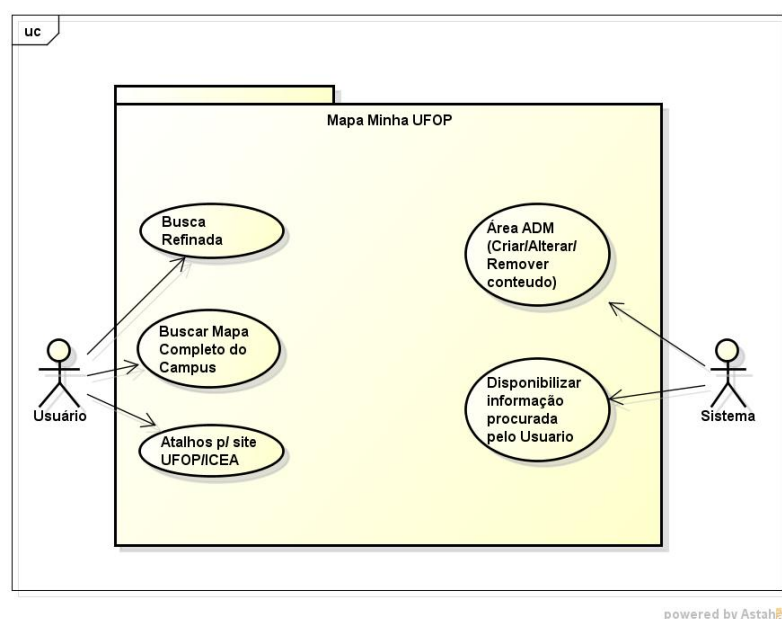 uc
Mapa Minha UFOP
Busca
Refinada
Buscar Mapa
Completo do
Campus
Atalhos p/ site
UFOP/ICEA
Usuário
Área ADM
(Criar/Alterar/
Remover
conteudo)
Disponibilizar
informação
procurada
pelo Usuario
Sistema
powered by Astah